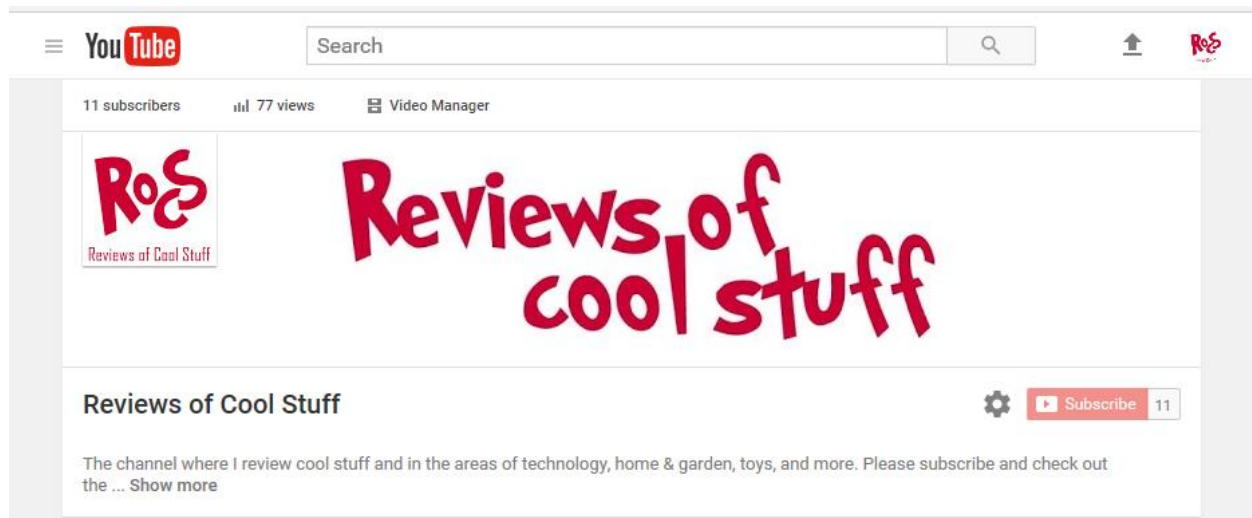 YouTube
Search
RoCS
11 subscribers 77 views Video Manager
RoCS
Reviews of Cool Stuff
Reviews of
cool stuff
Reviews of Cool Stuff
Subscribe 11
The channel where I review cool stuff and in the areas of technology, home & garden, toys, and more. Please subscribe and check out
the ... Show more